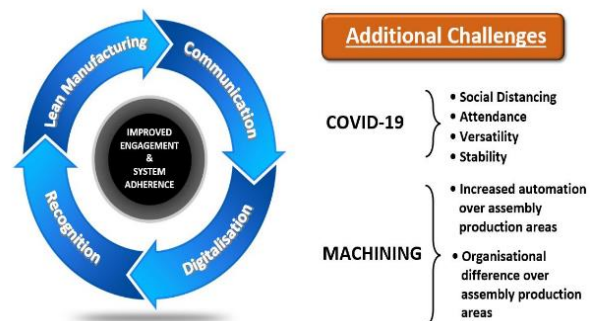 Lean Manufacturing
Communication
Digitalisation
Recognition
IMPROVED
ENGAGEMENT
&
SYSTEM
ADHERENCE
Additional Challenges
COVID-19
• Social Distancing
• Attendance
• Versatility
• Stability
MACHINING
• Increased automation
over assembly
production areas
• Organisational
difference over
assembly production
areas